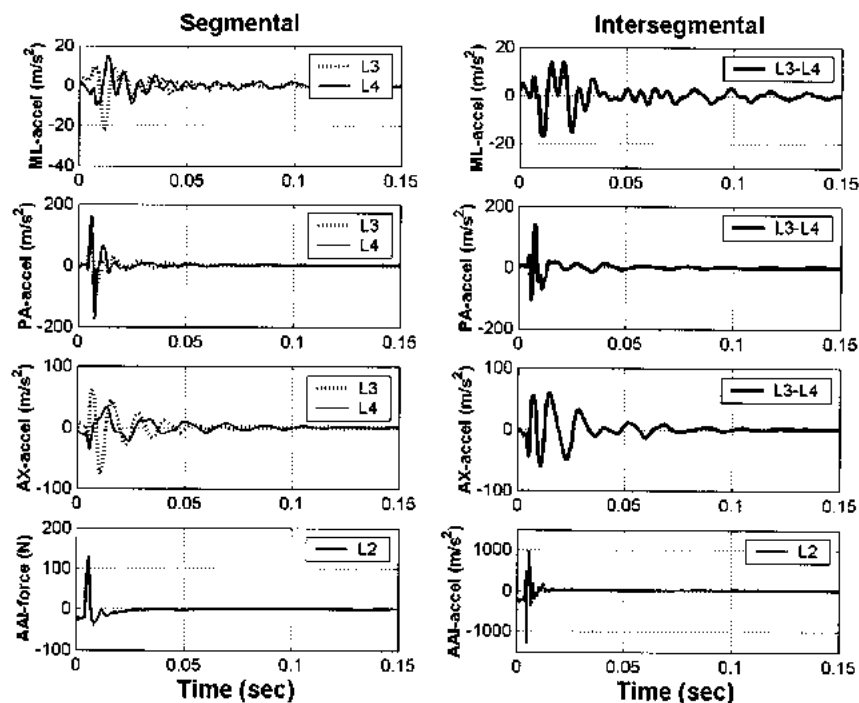 Segmental
Intersegmental
ML-accel (m/s²)
20
0
-20
-40
0
0.05
0.1
0.15
L3
L4
ML-accel (m/s²)
20
0
-20
0
0.05
0.1
0.15
L3-L4
PA-accel (m/s²)
200
0
-200
0
0.05
0.1
0.15
L3
L4
PA-accel (m/s²)
200
0
-200
0
0.05
0.1
0.15
L3-L4
AX-accel (m/s²)
100
0
-100
0
0.05
0.1
0.15
L3
L4
AX-accel (m/s²)
100
0
-100
0
0.05
0.1
0.15
L3-L4
AAI-force (N)
200
100
0
-100
0
0.05
0.1
0.15
L2
AAI-accel (m/s²)
1000
0
-1000
0
0.05
0.1
0.15
L2
Time (sec)
Time (sec)